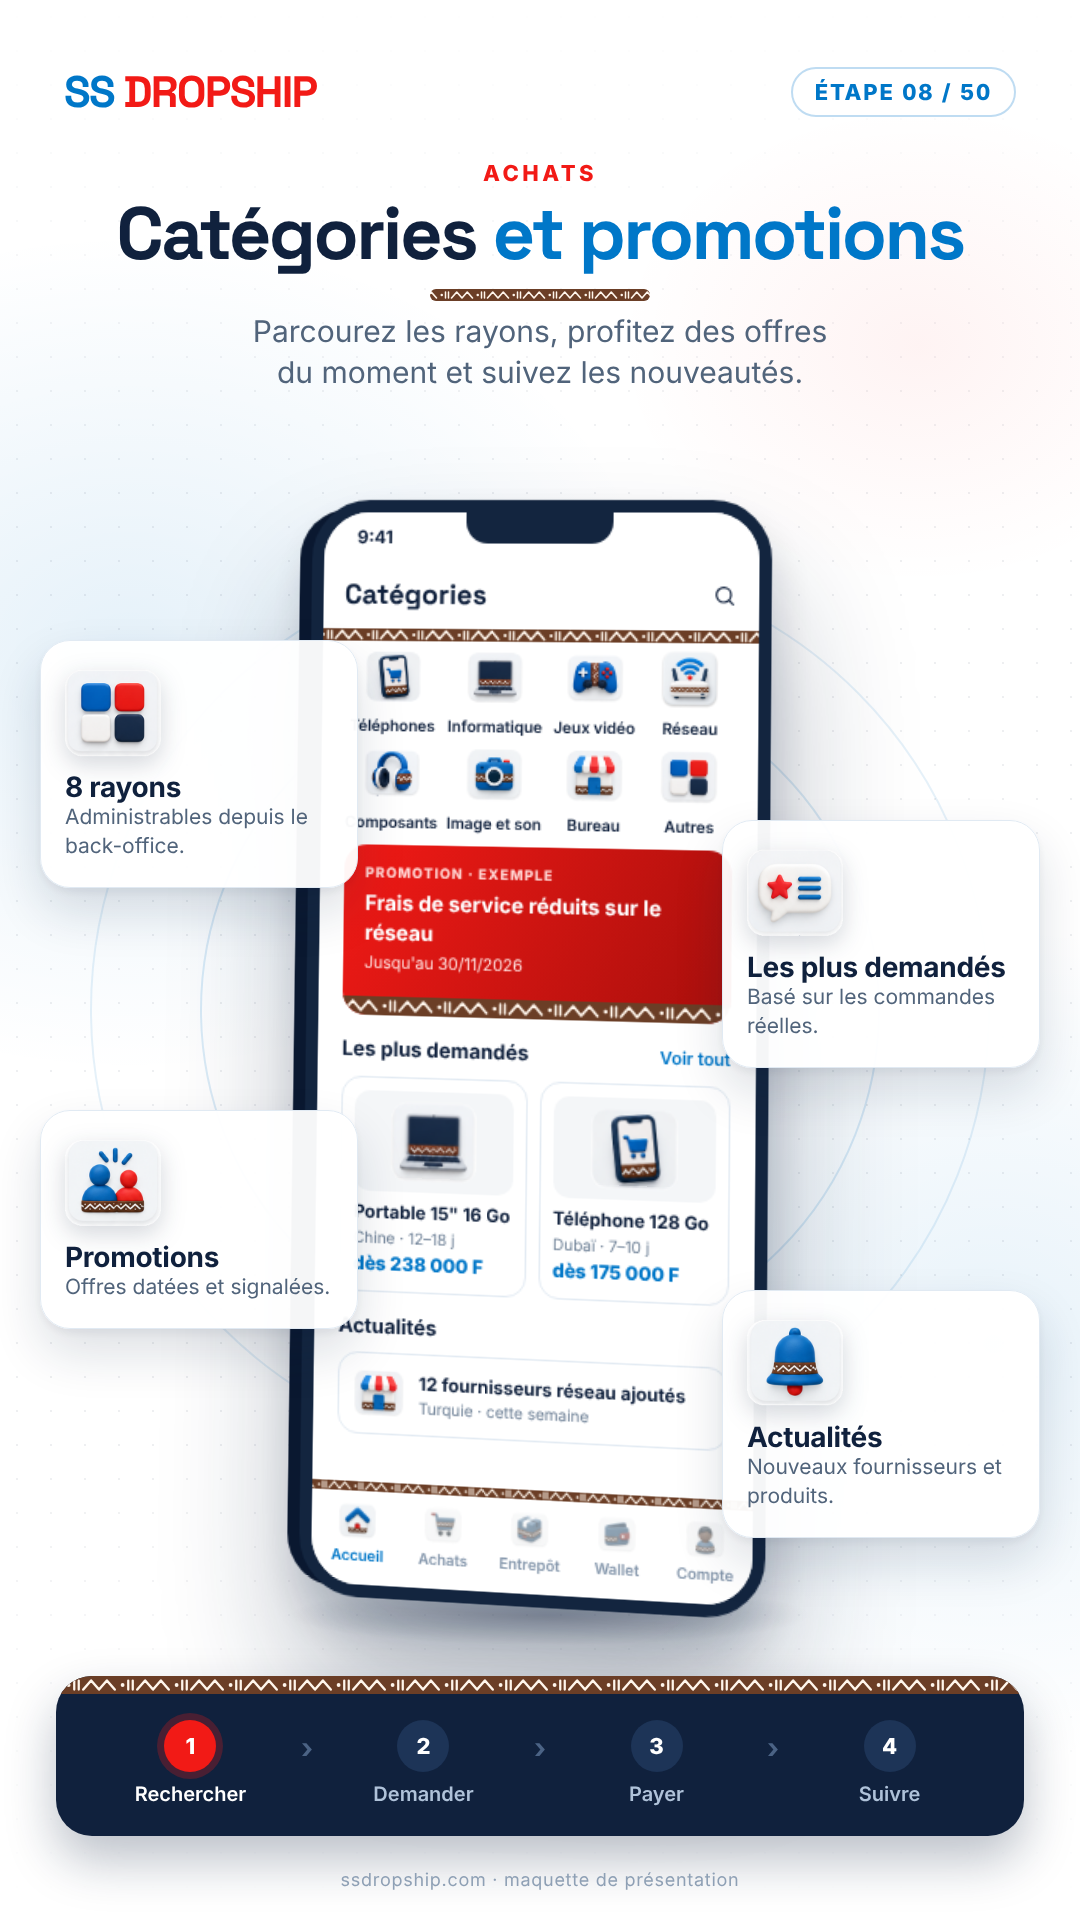 SS DROPSHIP
ÉTAPE 08 / 50
ACHATS
Catégories et promotions
Parcourez les rayons, profitez des offres
du moment et suivez les nouveautés.
9:41
Catégories
éléphones Informatique Jeux vidéo Réseau
omposants Image et son Bureau Autres
8 rayons
Administrables depuis le
back-office.
PROMOTION · EXEMPLE
Frais de service réduits sur le
réseau
Jusqu'au 30/11/2026
Les plus demandés
Basé sur les commandes
réelles.
Les plus demandés
Voir tout
Portable 15" 16 Go
Chine · 12–18 j
dès 238 000 F
Téléphone 128 Go
Dubaï · 7–10 j
dès 175 000 F
Promotions
Offres datées et signalées.
Actualités
12 fournisseurs réseau ajoutés
Turquie · cette semaine
Actualités
Nouveaux fournisseurs et
produits.
Accueil Achats Entrepôt Wallet Compte
1 › 2 › 3 › 4
Rechercher Demander Payer Suivre
ssdropship.com · maquette de présentation